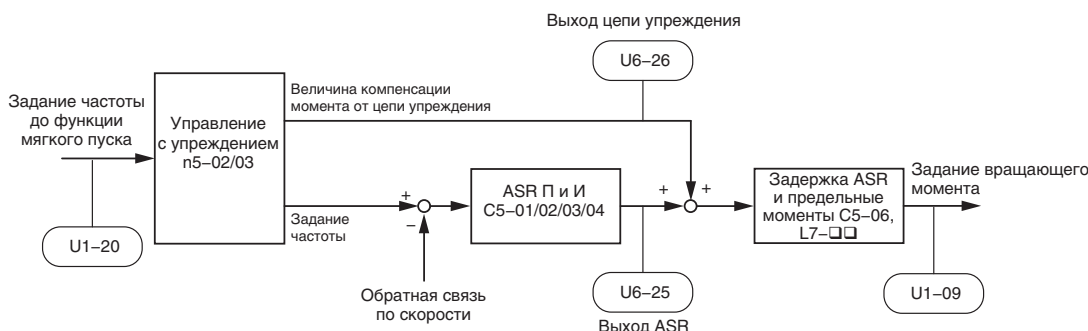 Выход цепи упреждения
U6–26
Задание частоты
до функции
мягкого пуска
Управление
с упреждением
n5–02/03
Величина компенсации
момента от цепи упреждения
U1–20
Задание
частоты
+
–
Обратная связь
по скорости
ASR П и И
C5–01/02/03/04
+
+
U6–25
Выход ASR
Задержка ASR
и предельные
моменты C5–06,
L7–❑❑
Задание вращающего
момента
U1–09